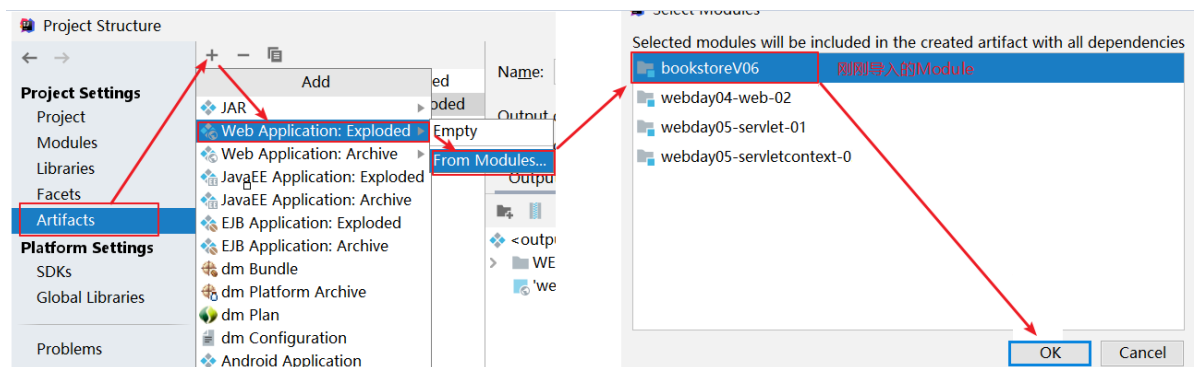 Project Structure
Project Settings
Project
Modules
Libraries
Facets
Artifacts
Platform Settings
SDKs
Global Libraries
Problems
Add
JAR
Web Application: Exploded
Web Application: Archive
JavaEE Application: Exploded
JavaEE Application: Archive
EJB Application: Exploded
EJB Application: Archive
dm Bundle
dm Platform Archive
dm Plan
dm Configuration
Android Application
ed
oded
Empty
From Modules...
Name:
Output
Outpu
<outp
WE
'we
Select Modules
Selected modules will be included in the created artifact with all dependencies
bookstoreV06 刚刚导入的Module
webday04-web-02
webday05-servlet-01
webday05-servletcontext-0
OK
Cancel